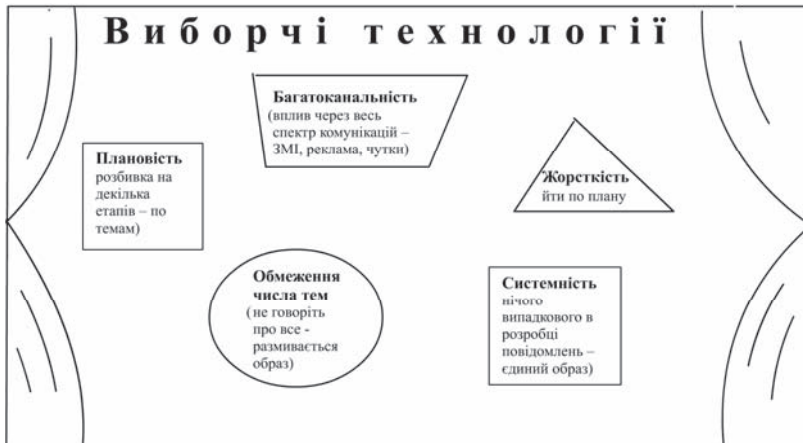 Виборчі технології
Багатоканальність
(вплив через весь
спектр комунікацій –
ЗМІ, реклама, чутки)
Плановість
розбивка на
декілька
етапів – по
темам)
Жорсткість
йти по плану
Обмеження
числа тем
(не говоріть
про все -
размивається
образ)
Системність
нічого
випадкового в
розробці
повідомлень –
єдиний образ)